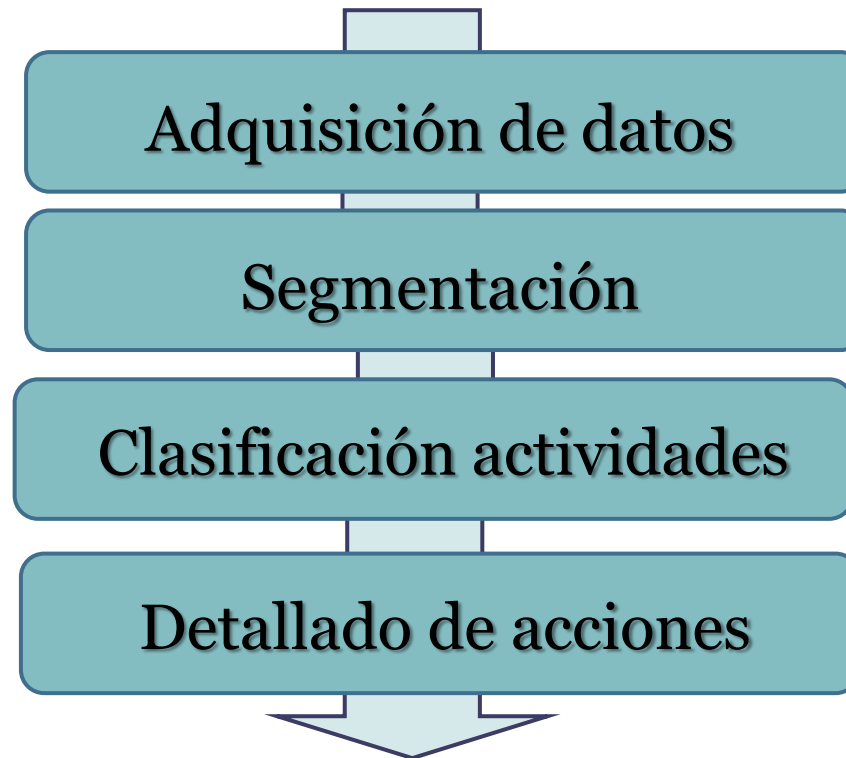 Adquisición de datos
Segmentación
Clasificación actividades
Detallado de acciones